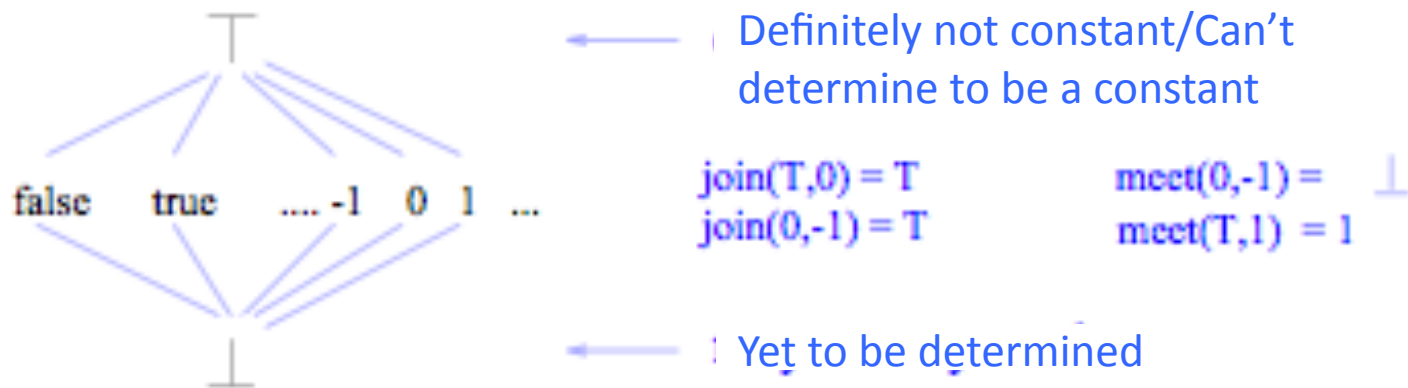 ⊤
Definitely not constant/Can’t
determine to be a constant
false true .... -1 0 1 ...
join(T,0) = T
join(0,-1) = T
meet(0,-1) = ⊥
meet(T,1) = 1
⊥
Yet to be determined